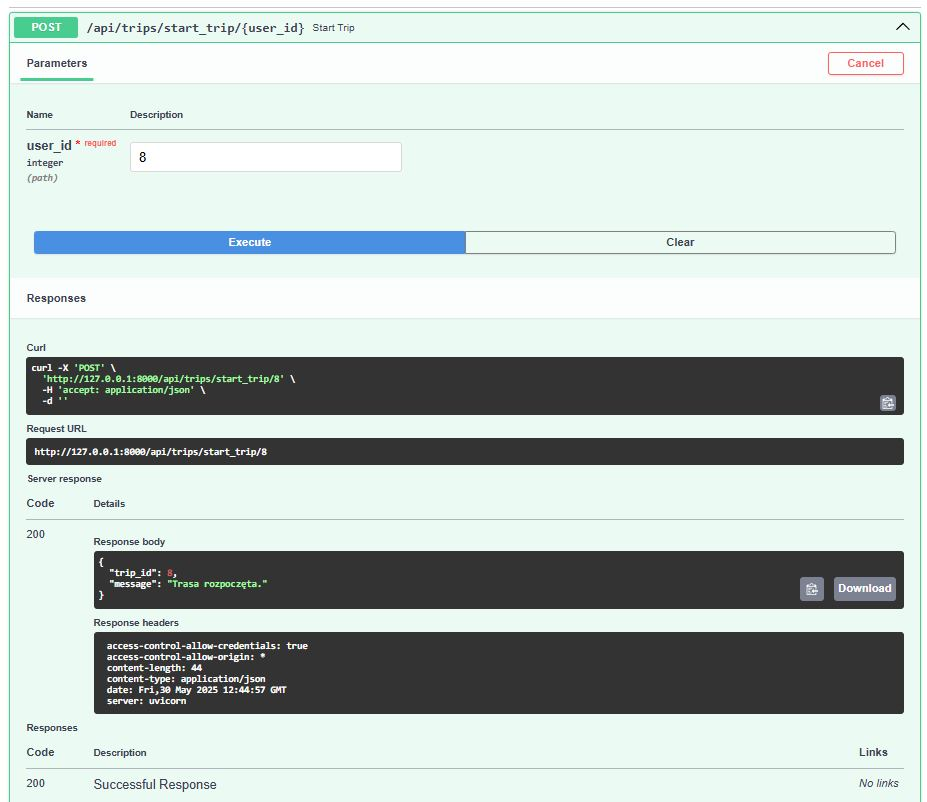 POST /api/trips/start_trip/{user_id} Start Trip
Parameters
Cancel
Name Description
user_id * required
integer
(path)
8
Execute Clear
Responses
Curl
curl -X 'POST' \
'http://127.0.0.1:8000/api/trips/start_trip/8' \
-H 'accept: application/json' \
-d ''
Request URL
http://127.0.0.1:8000/api/trips/start_trip/8
Server response
Code Details
200
Response body
{
"trip_id": 8,
"message": "Trasa rozpoczęta."
}
Download
Response headers
access-control-allow-credentials: true
access-control-allow-origin: *
content-length: 44
content-type: application/json
date: Fri,30 May 2025 12:44:57 GMT
server: uvicorn
Responses
Code Description Links
200 Successful Response No links